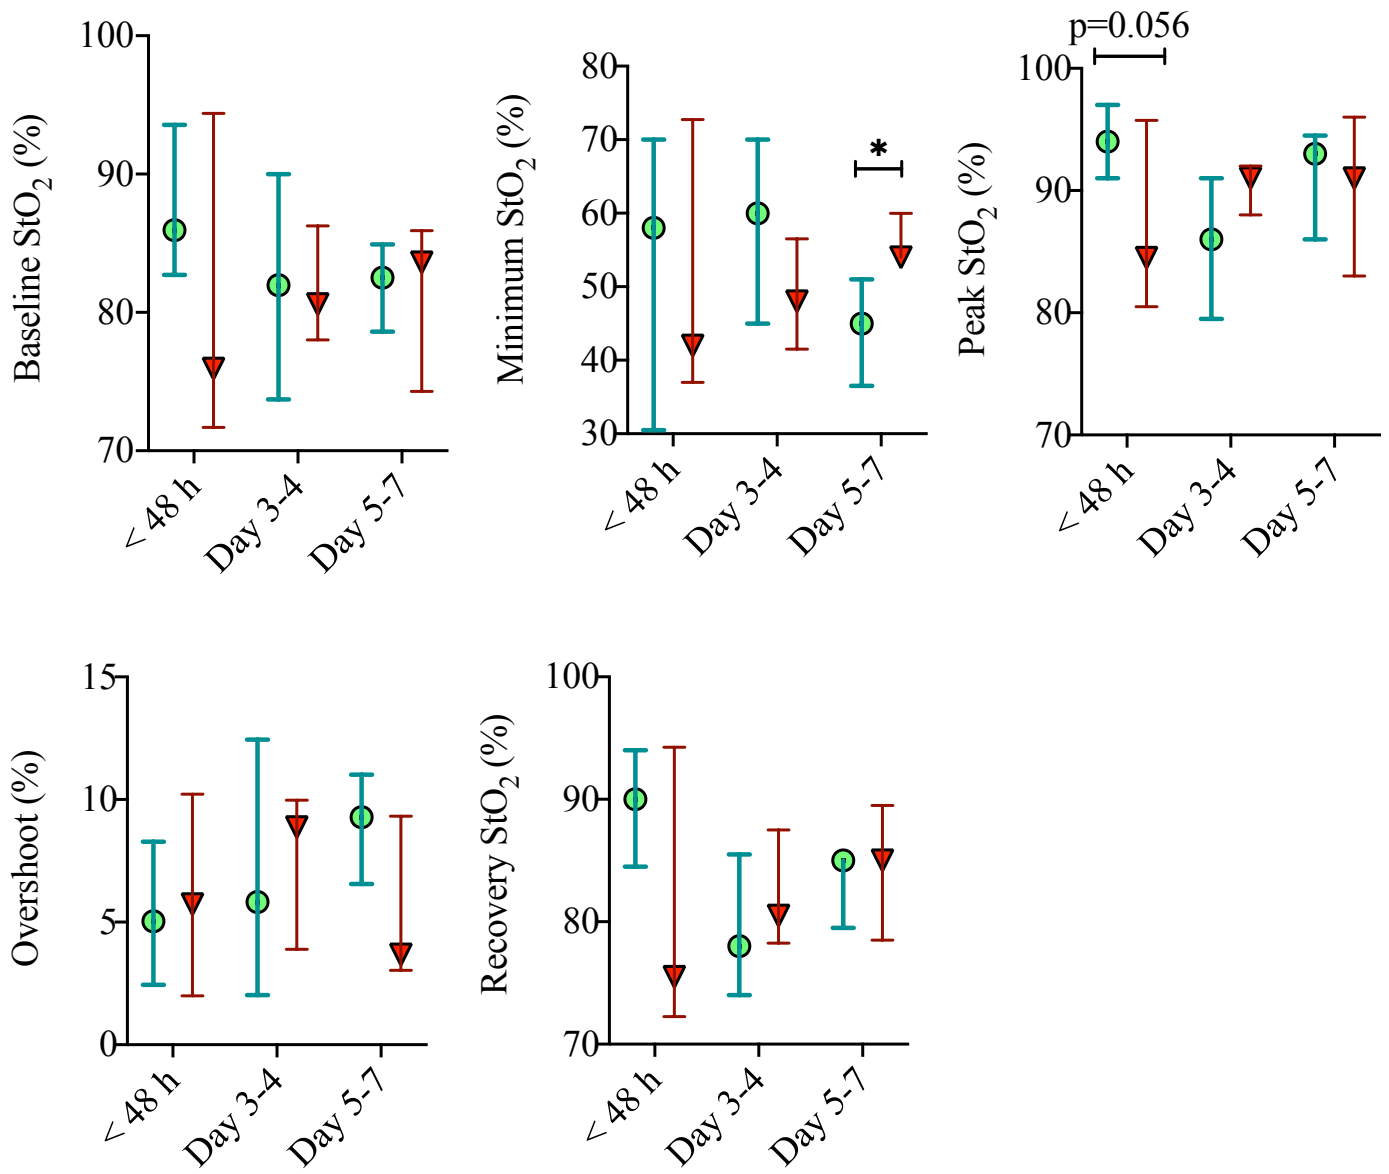 Baseline StO2 (%)
100
90
80
70
< 48 h
Day 3-4
Day 5-7
Minimum StO2 (%)
80
70
60
50
40
30
*
< 48 h
Day 3-4
Day 5-7
Peak StO2 (%)
p=0.056
100
90
80
70
< 48 h
Day 3-4
Day 5-7
Overshoot (%)
15
10
5
0
< 48 h
Day 3-4
Day 5-7
Recovery StO2 (%)
100
90
80
70
< 48 h
Day 3-4
Day 5-7